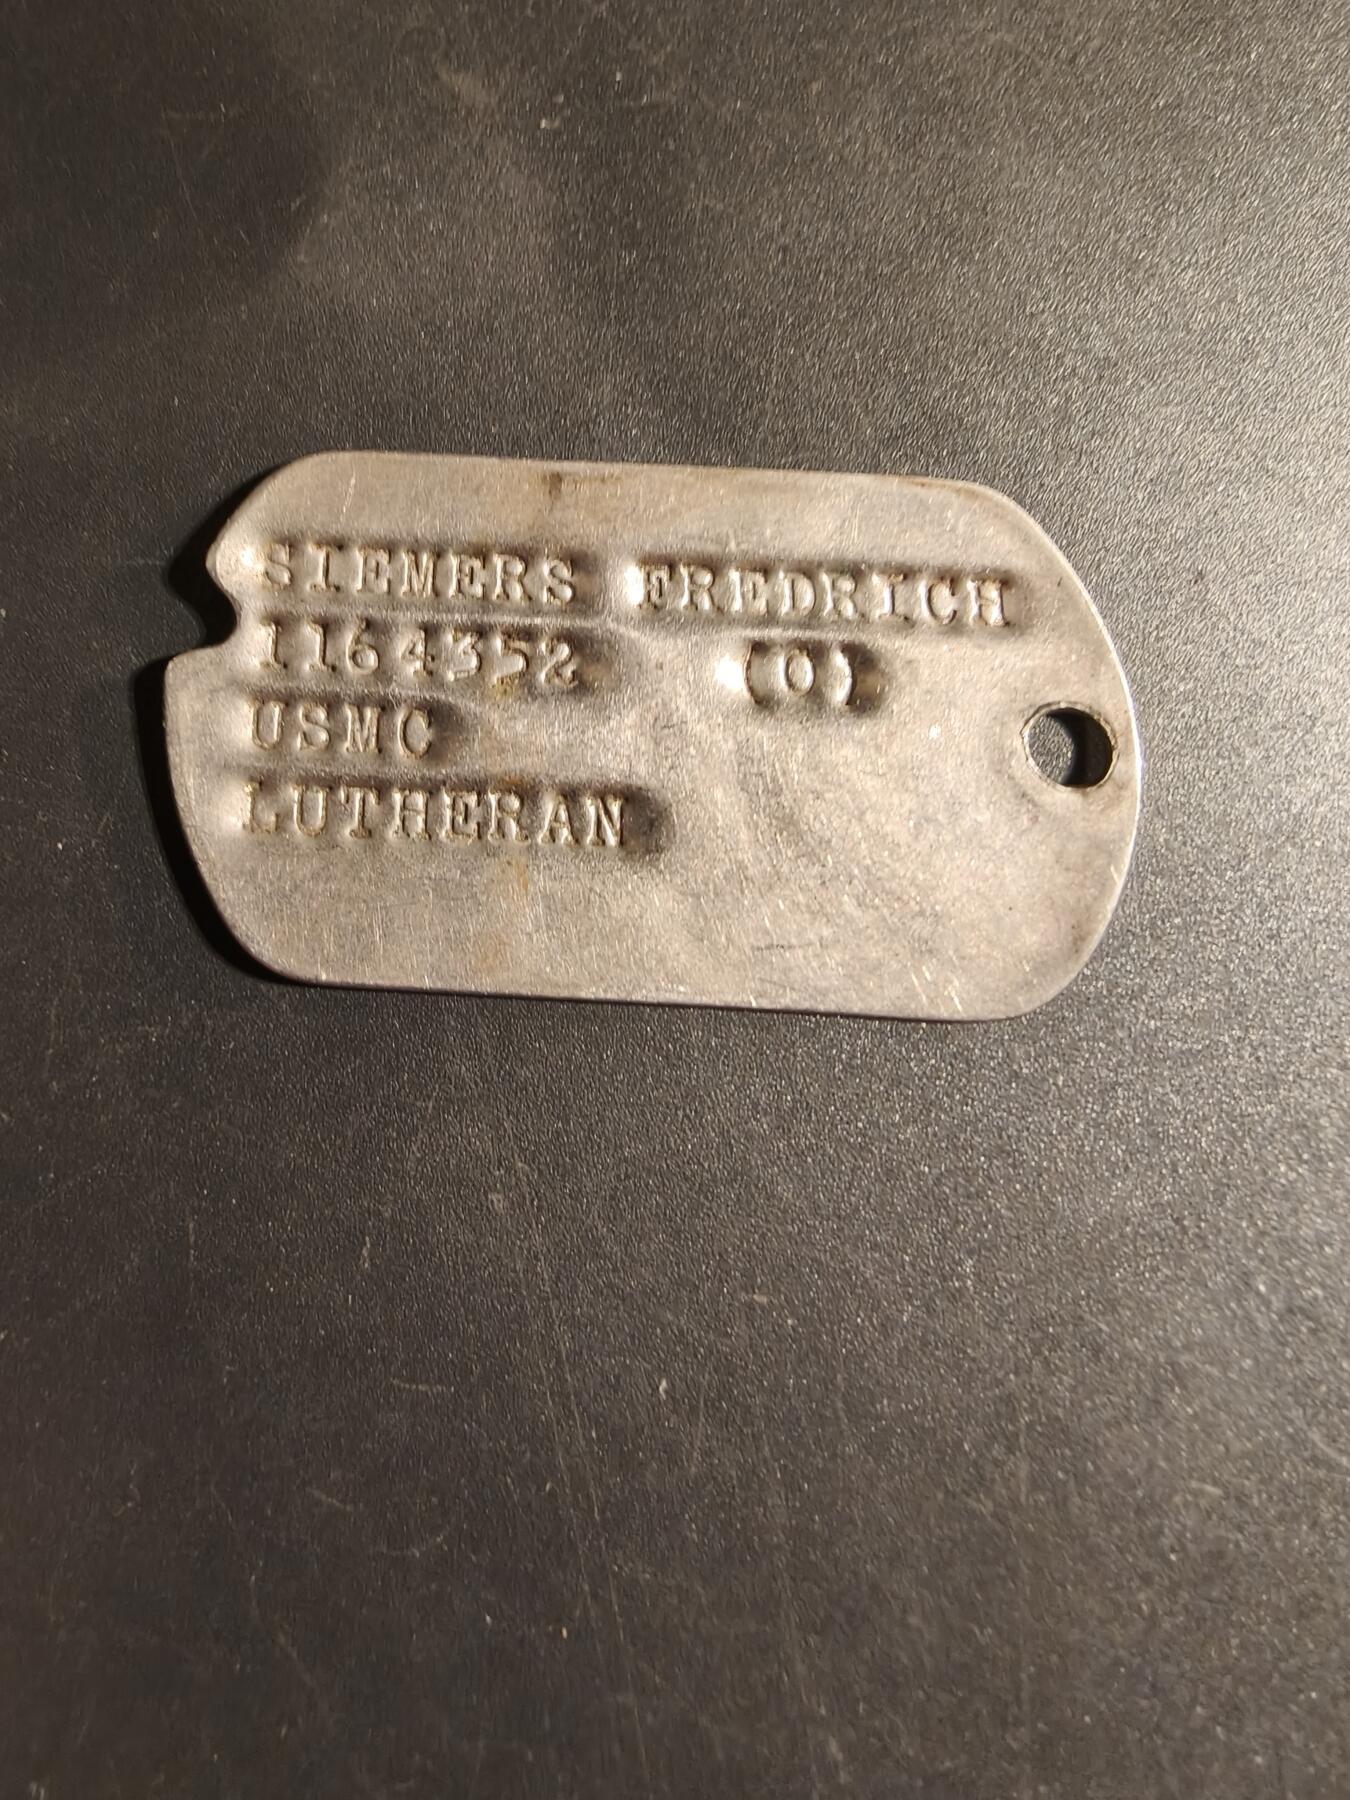 SIEMERS FREDRICH
1164352 (O)
USMC
LUTHERAN